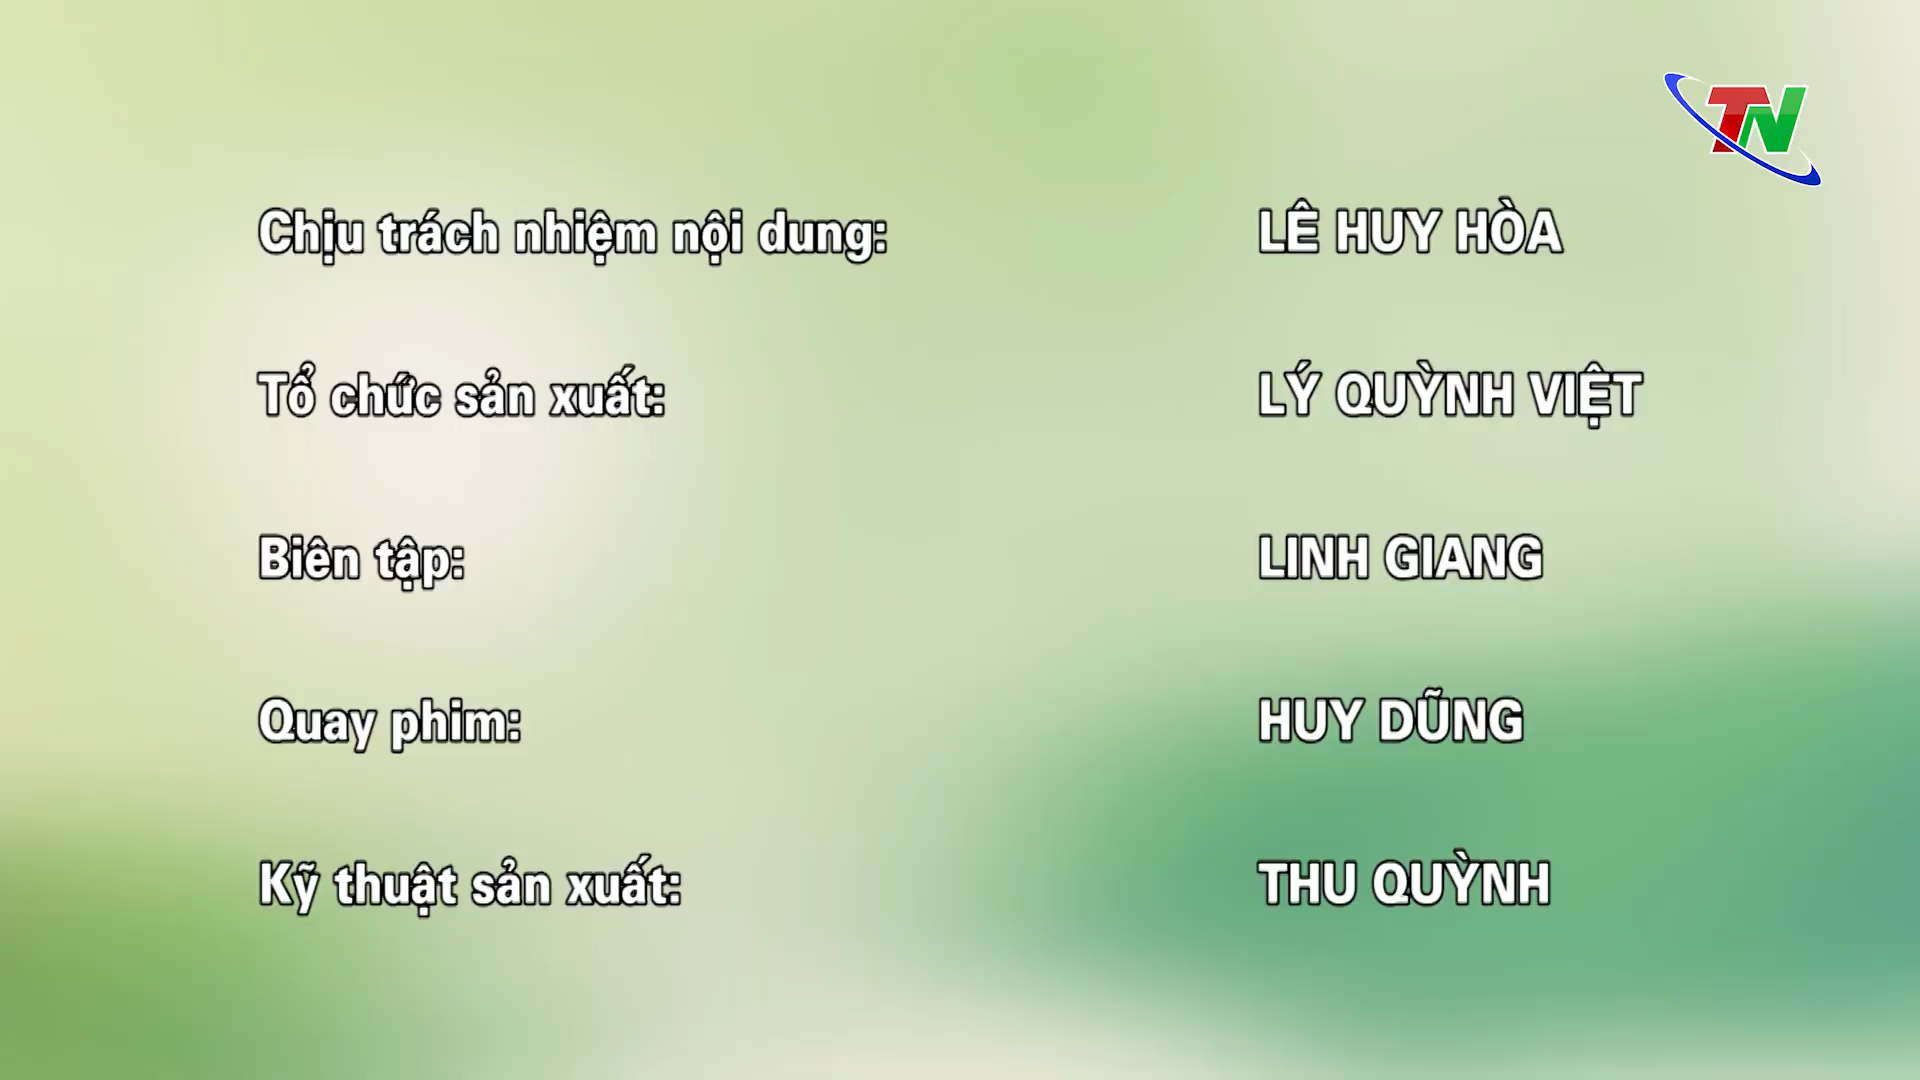 TN
Chịu trách nhiệm nội dung: LÊ HUY HÒA
Tổ chức sản xuất: LÝ QUỲNH VIỆT
Biên tập: LINH GIANG
Quay phim: HUY DŨNG
Kỹ thuật sản xuất: THU QUỲNH